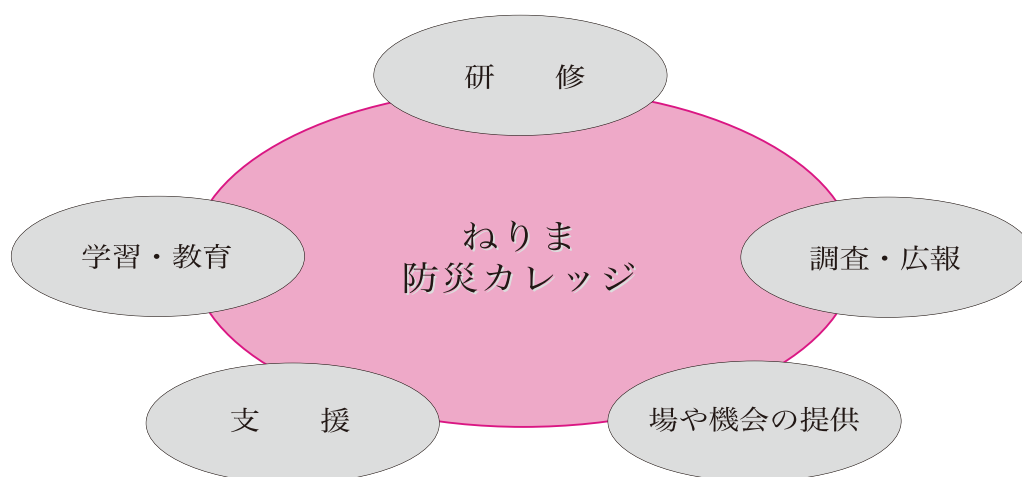 研　　修
ねりま
防災カレッジ
学習・教育
調査・広報
支　　援
場や機会の提供